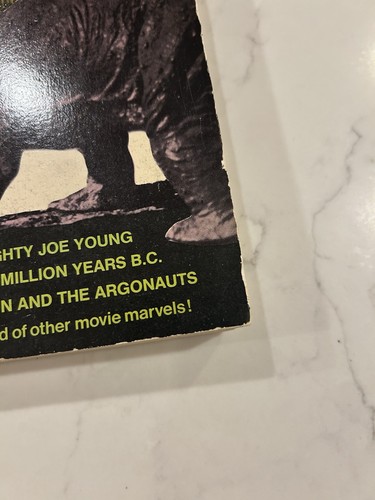 GHTY JOE YOUNG
MILLION YEARS B.C.
N AND THE ARGONAUTS
d of other movie marvels!